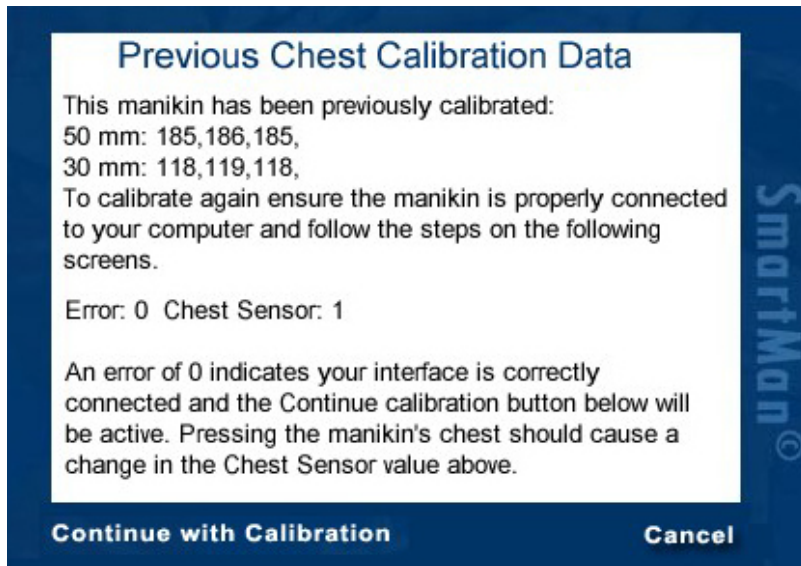 Previous Chest Calibration Data
This manikin has been previously calibrated:
50 mm: 185,186,185,
30 mm: 118,119,118,
To calibrate again ensure the manikin is properly connected
to your computer and follow the steps on the following
screens.
Error: 0  Chest Sensor: 1
An error of 0 indicates your interface is correctly
connected and the Continue calibration button below will
be active. Pressing the manikin's chest should cause a
change in the Chest Sensor value above.
SmartMan©
Continue with Calibration
Cancel